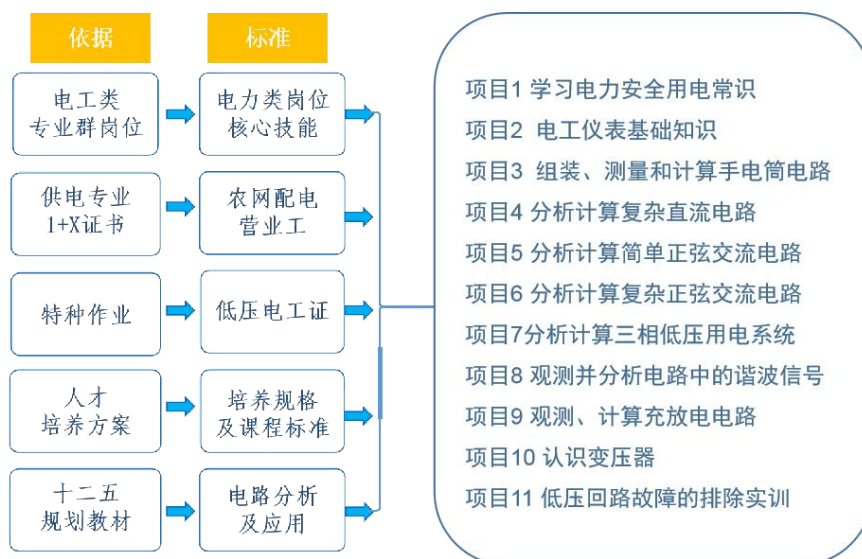 依据
标准
电工类
专业群岗位
电力类岗位
核心技能
供电专业
1+X证书
农网配电
营业工
特种作业
低压电工证
人才
培养方案
培养规格
及课程标准
十二五
规划教材
电路分析
及应用
项目1 学习电力安全用电常识
项目2 电工仪表基础知识
项目3 组装、测量和计算手电筒电路
项目4 分析计算复杂直流电路
项目5 分析计算简单正弦交流电路
项目6 分析计算复杂正弦交流电路
项目7分析计算三相低压用电系统
项目8 观测并分析电路中的谐波信号
项目9 观测、计算充放电电路
项目10 认识变压器
项目11 低压回路故障的排除实训